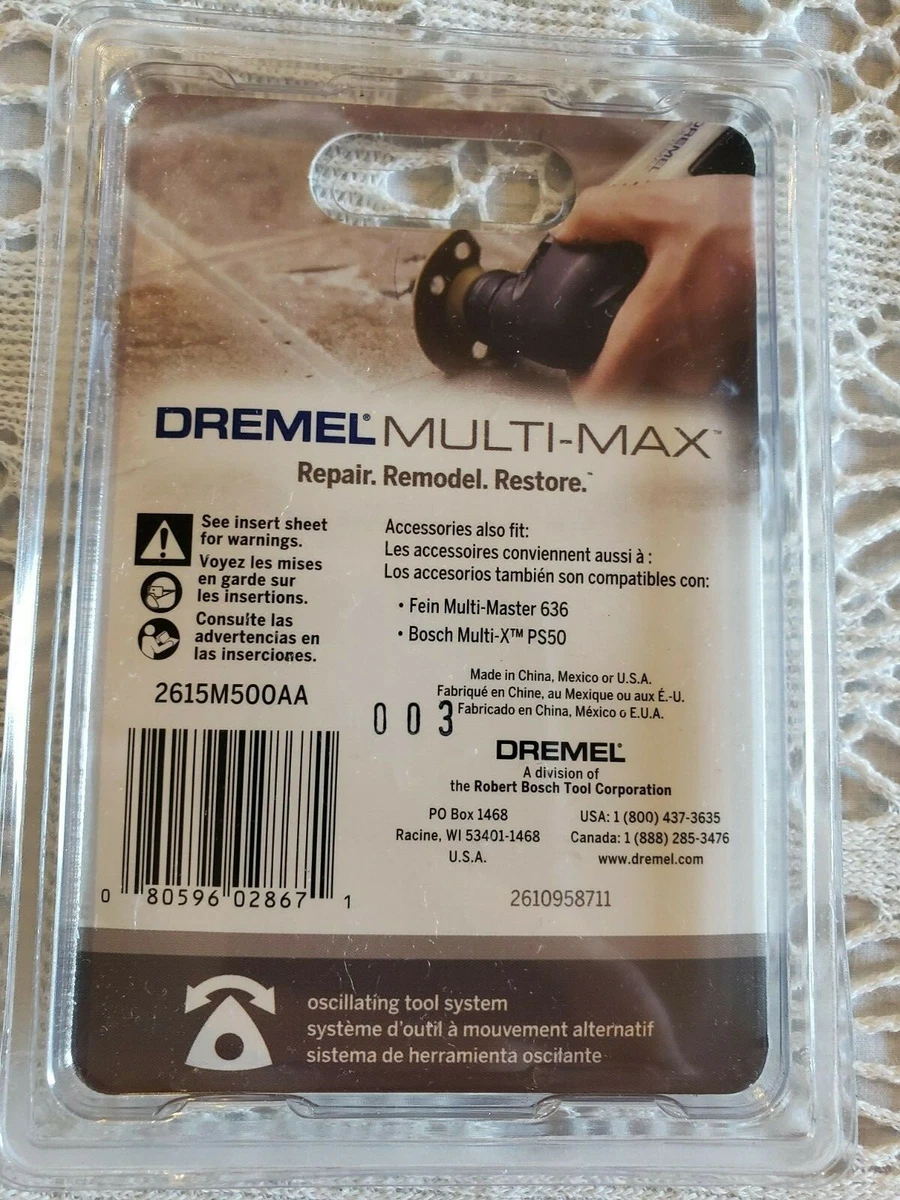 DREMEL
DREMEL® MULTI-MAX™
Repair. Remodel. Restore.™
See insert sheet
for warnings.
Voyez les mises
en garde sur
les insertions.
Consulte las
advertencias en
las inserciones.
2615M500AA
0 80596 02867 1
Accessories also fit:
Les accessoires conviennent aussi à :
Los accesorios también son compatibles con:
• Fein Multi-Master 636
• Bosch Multi-X™ PS50
Made in China, Mexico or U.S.A.
Fabriqué en Chine, au Mexique ou aux É.-U.
Fabricado en China, México o E.U.A.
003
DREMEL®
A division of
the Robert Bosch Tool Corporation
PO Box 1468
Racine, WI 53401-1468
U.S.A.
USA: 1 (800) 437-3635
Canada: 1 (888) 285-3476
www.dremel.com
2610958711
oscillating tool system
système d'outil à mouvement alternatif
sistema de herramienta oscilante